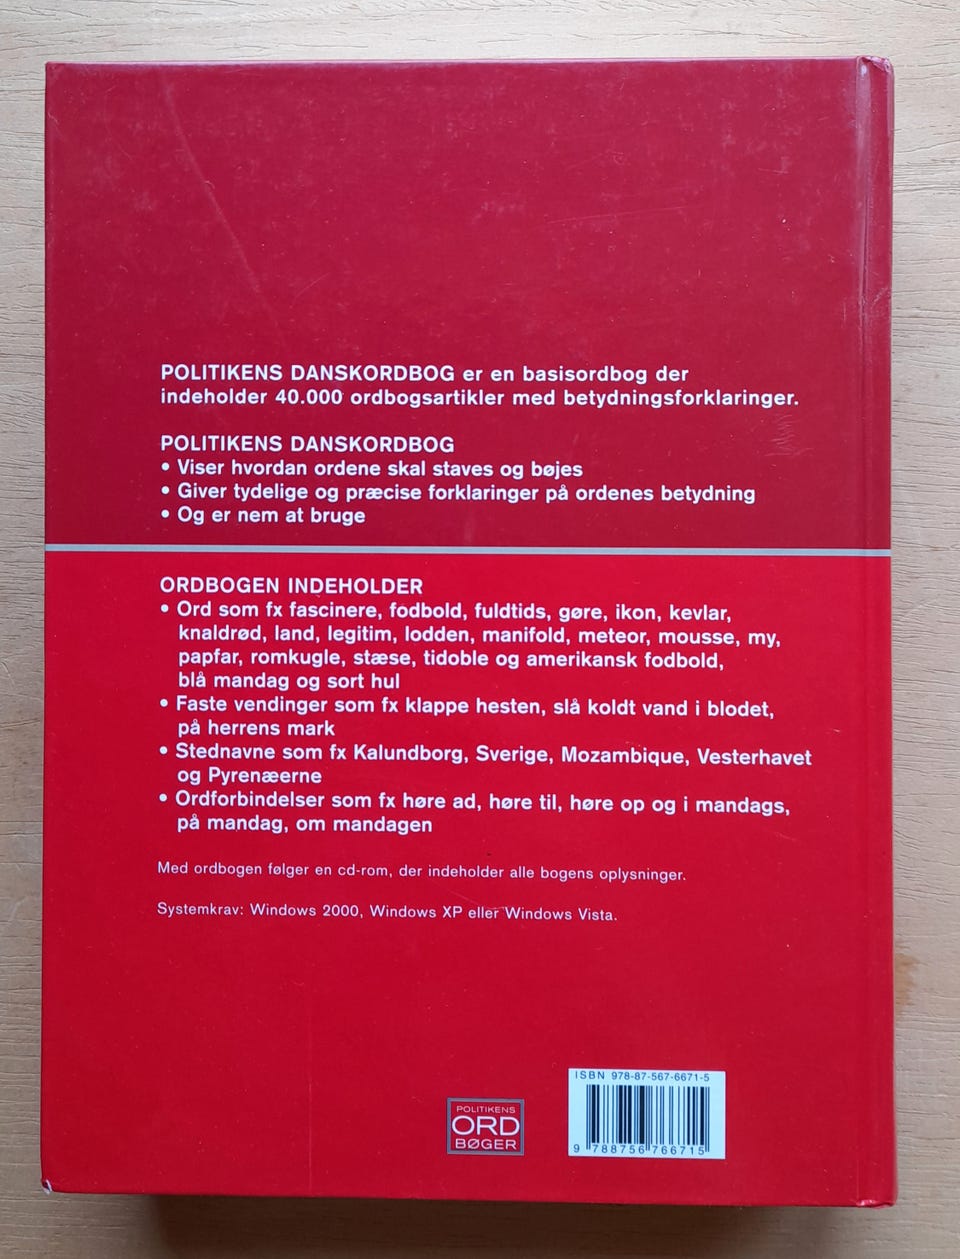 POLITIKENS DANSKORDBOG er en basisordbog der
indeholder 40.000 ordbogsartikler med betydningsforklaringer.
POLITIKENS DANSKORDBOG
• Viser hvordan ordene skal staves og bøjes
• Giver tydelige og præcise forklaringer på ordenes betydning
• Og er nem at bruge
ORDBOGEN INDEHOLDER
• Ord som fx fascinere, fodbold, fuldtids, gøre, ikon, kevlar,
knaldrød, land, legitim, lodden, manifold, meteor, mousse, my,
papfar, romkugle, stæse, tidoble og amerikansk fodbold,
blå mandag og sort hul
• Faste vendinger som fx klappe hesten, slå koldt vand i blodet,
på herrens mark
• Stednavne som fx Kalundborg, Sverige, Mozambique, Vesterhavet
og Pyrenæerne
• Ordforbindelser som fx høre ad, høre til, høre op og i mandags,
på mandag, om mandagen
Med ordbogen følger en cd-rom, der indeholder alle bogens oplysninger.
Systemkrav: Windows 2000, Windows XP eller Windows Vista.
POLITIKENS
ORD
BØGER
ISBN 978-87-567-6671-5
9 788756 766715